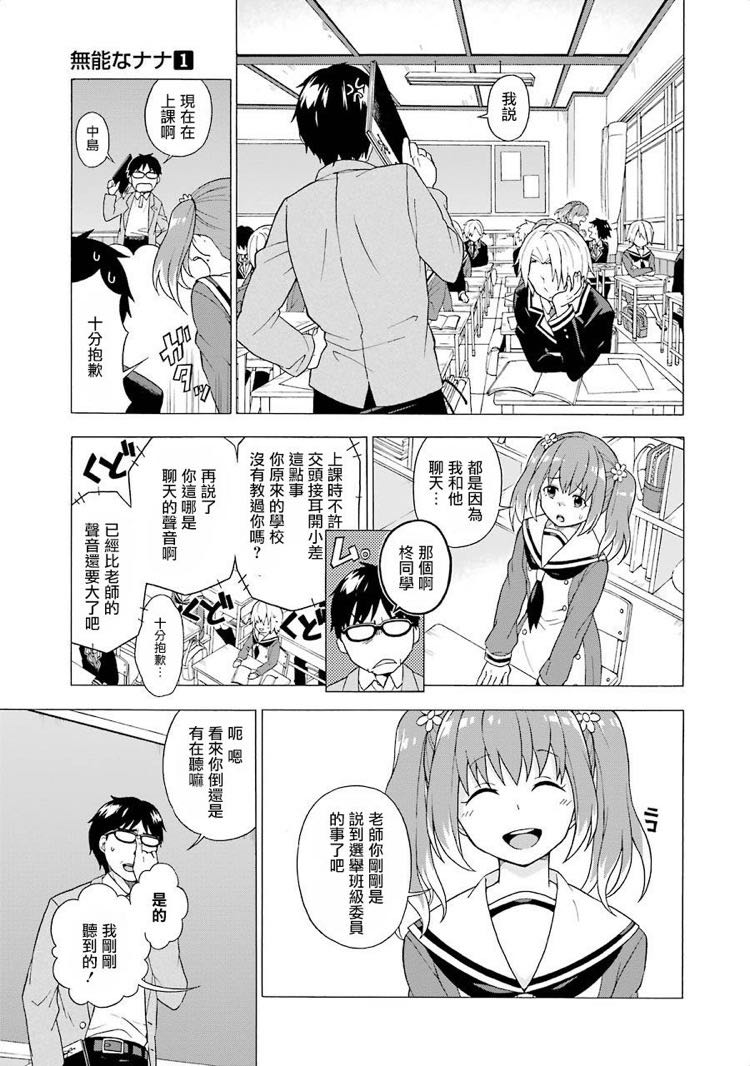 無能なナナ1
我説
現在在
上課啊
中島
十分抱歉
ガタッ
都是因為
我和他
聊天…
那個啊
柊同學
ムッ
上課時不許
交頭接耳開小差
這點事
你原來的學校
沒有教過你嗎？
再説了
你這哪是
聊天的聲音啊
已經比老師的
聲音還要大了吧
くどくど
くどくど
十分抱歉…
老師你剛剛是
説到選舉班級委員
的事了吧
ニコ
呃嗯
看來你倒還是
有在聽嘛
是的
我剛剛
聽到的！